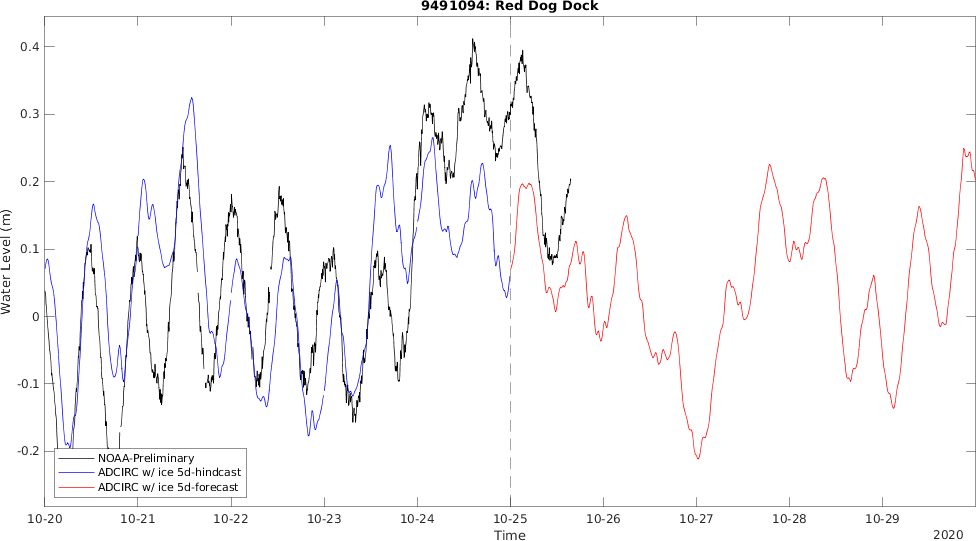 9491094: Red Dog Dock
Water Level (m)
0.4
0.3
0.2
0.1
0
-0.1
-0.2
NOAA-Preliminary
ADCIRC w/ ice 5d-hindcast
ADCIRC w/ ice 5d-forecast
10-20 10-21 10-22 10-23 10-24 10-25 10-26 10-27 10-28 10-29
Time
2020